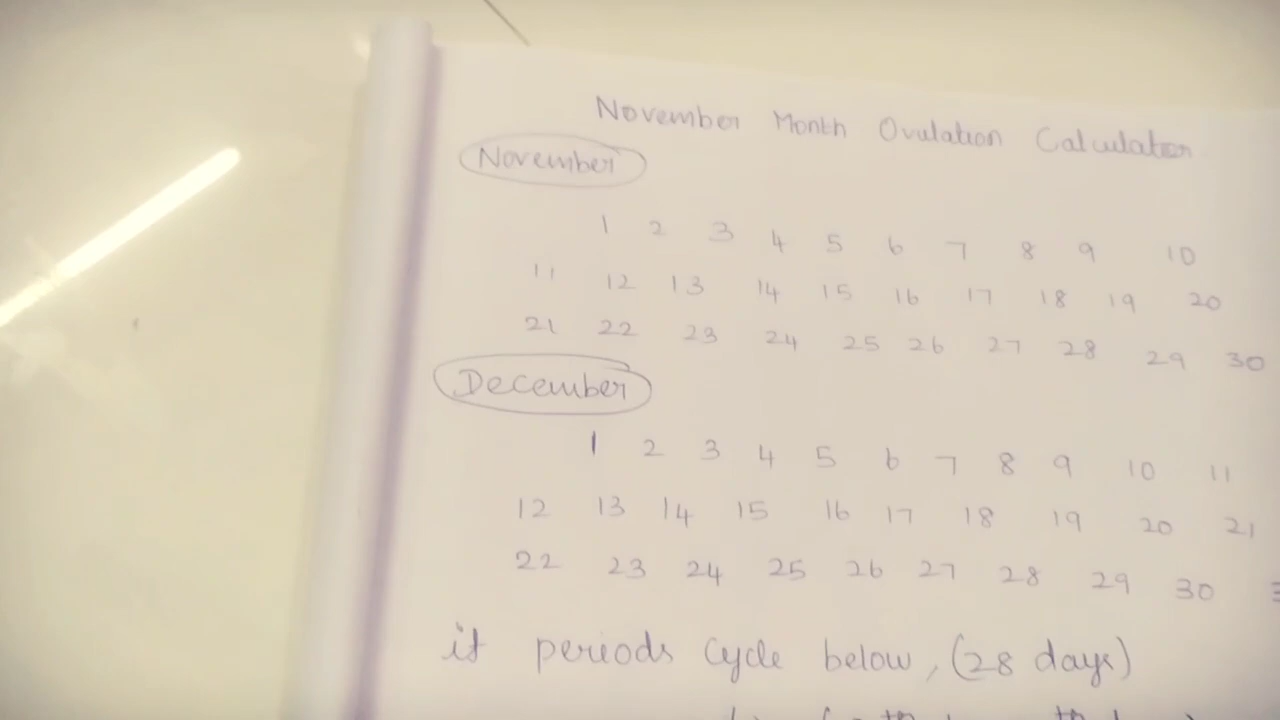 November Month Ovulation Calculator
November
1 2 3 4 5 6 7 8 9 10
11 12 13 14 15 16 17 18 19 20
21 22 23 24 25 26 27 28 29 30
December
1 2 3 4 5 6 7 8 9 10 11
12 13 14 15 16 17 18 19 20 21
22 23 24 25 26 27 28 29 30
it periods cycle below, (28 days)